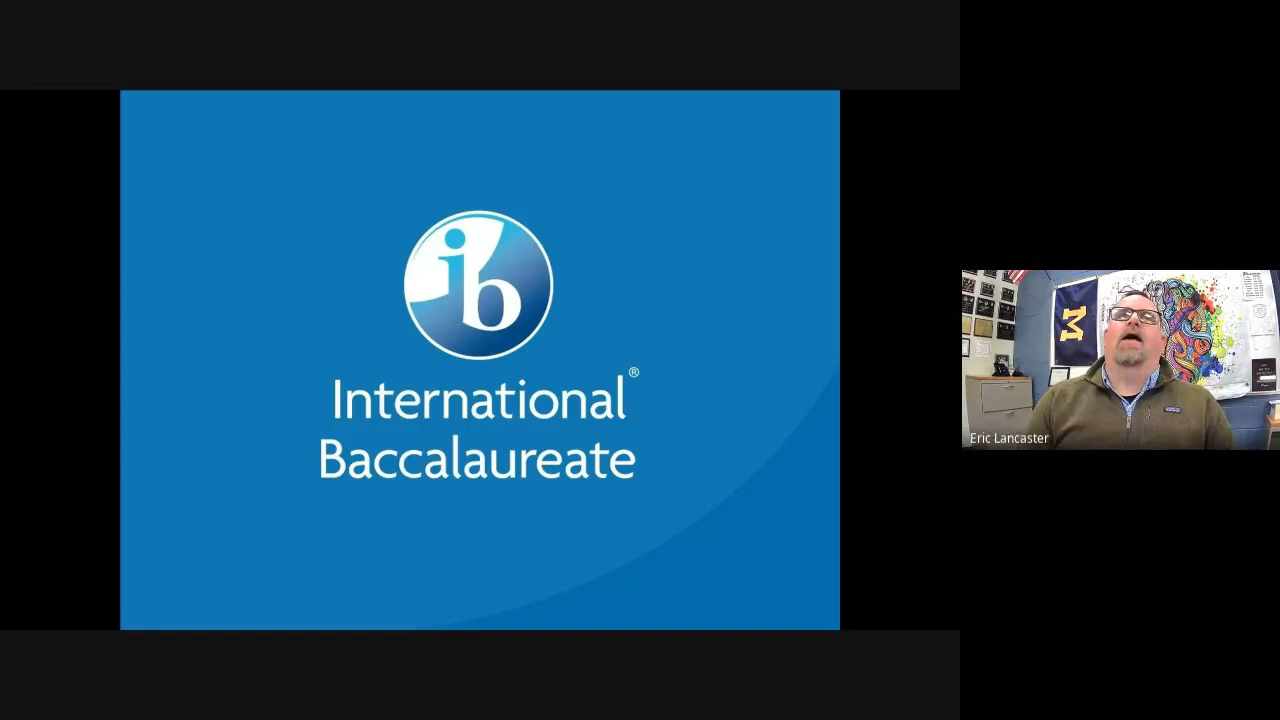 ib
International®
Baccalaureate
M
Eric Lancaster